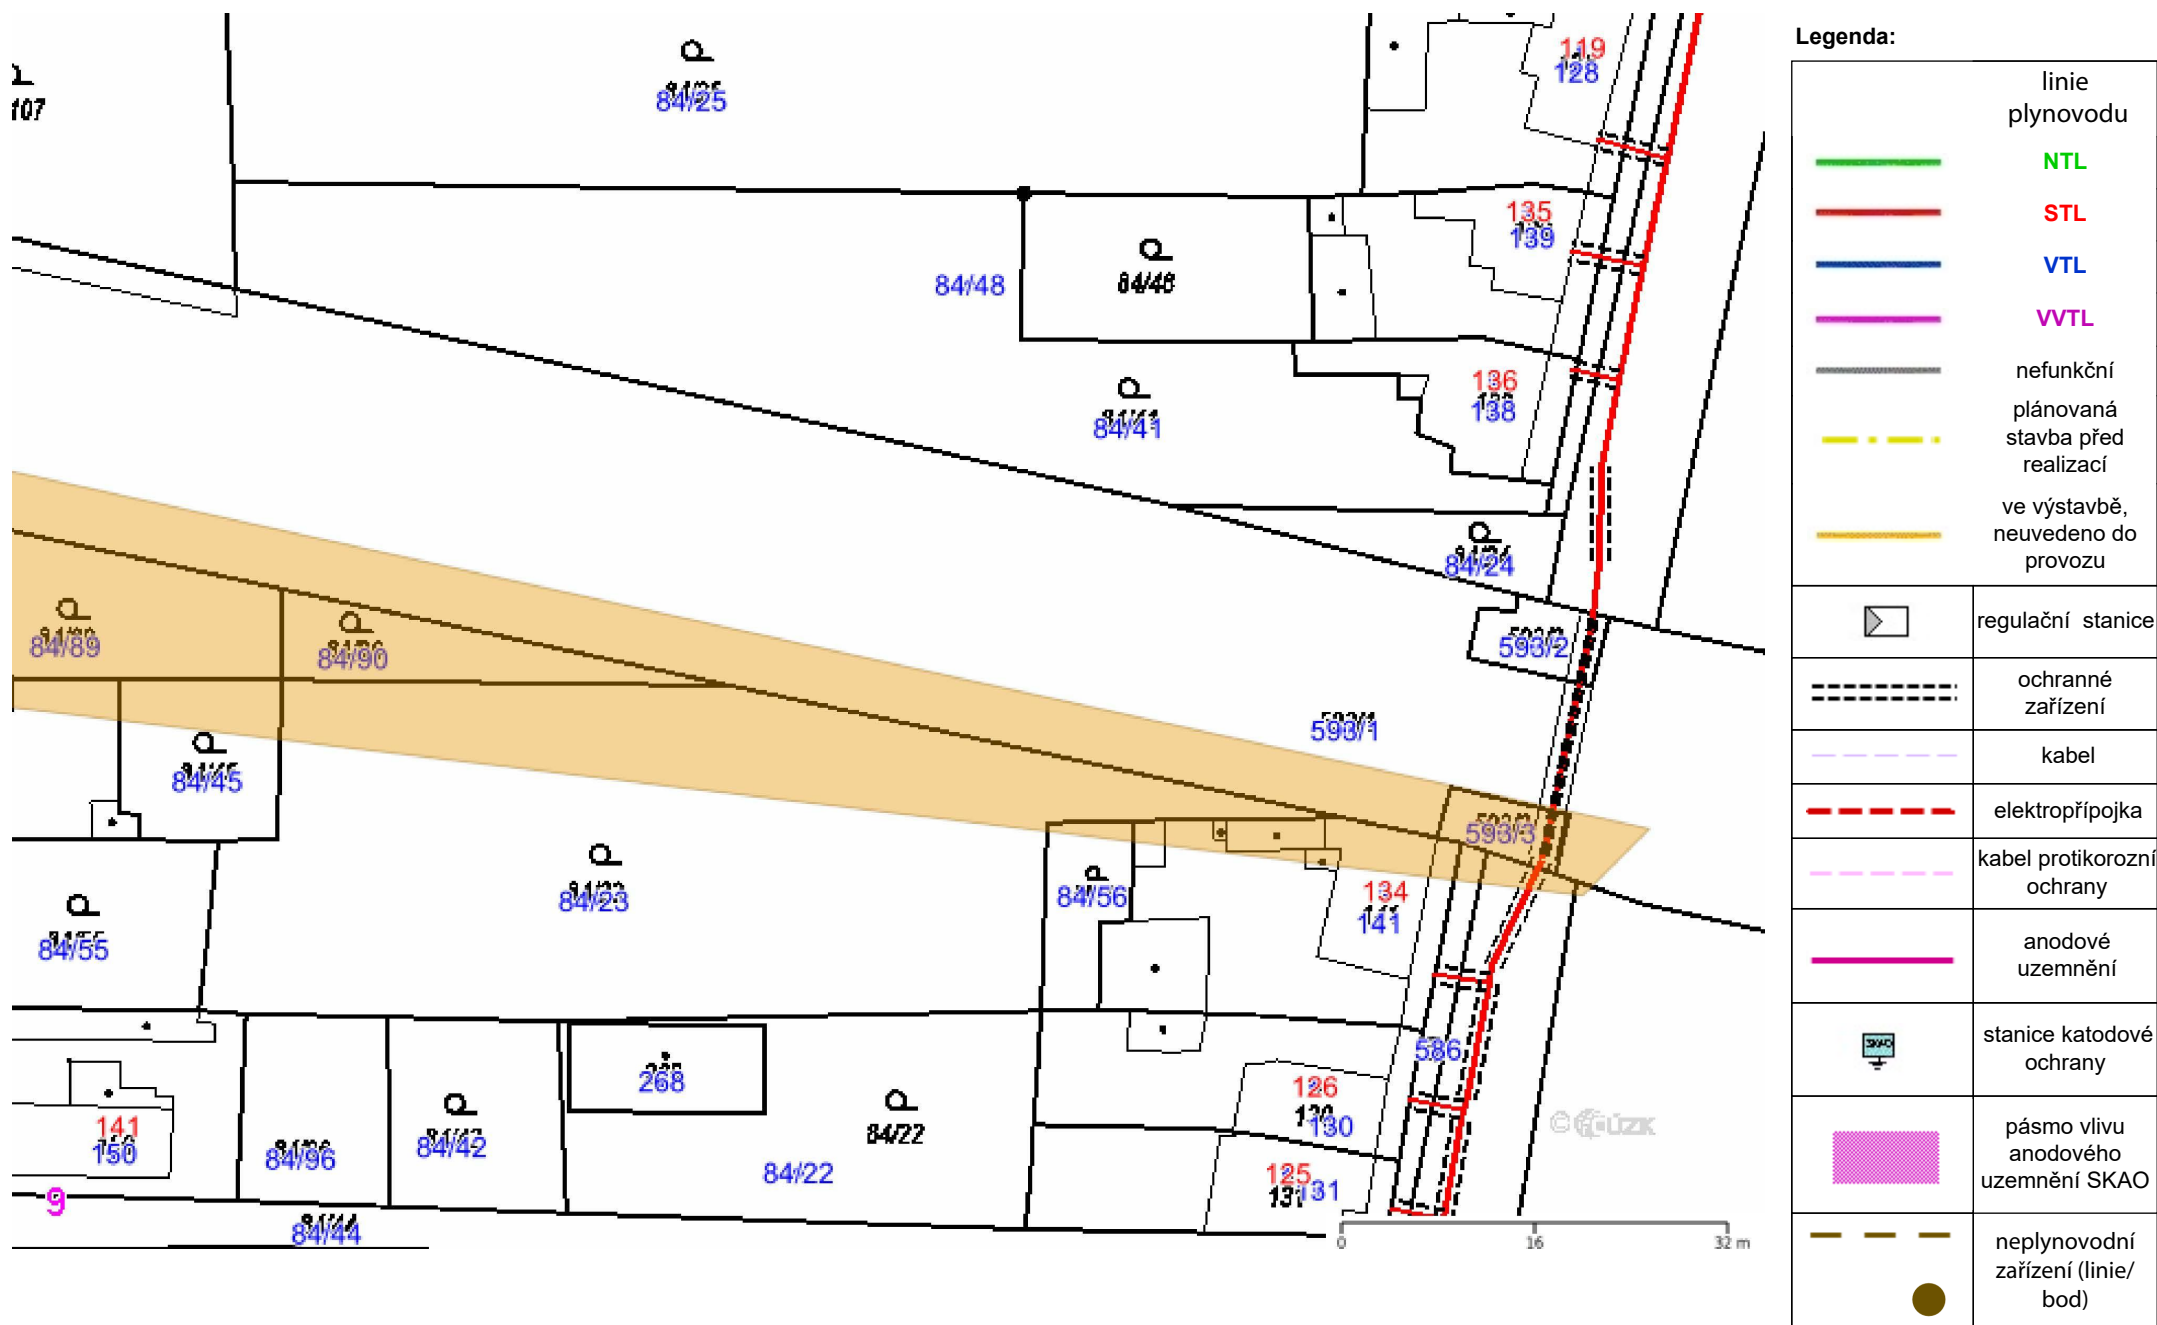 107
84/25
119
128
135
139
84/48
84/48
136
138
84/41
84/24
84/89
84/90
593/2
593/1
84/45
593/3
84/23
84/56
134
141
84/55
586
268
126
130
130
141
150
84/96
84/42
84/22
84/22
125
131
131
9
84/44
0
16
32 m
Legenda:
linie
plynovodu
NTL
STL
VTL
VVTL
nefunkční
plánovaná
stavba před
realizací
ve výstavbě,
neuvedeno do
provozu
regulační stanice
ochranné
zařízení
kabel
elektropřípojka
kabel protikorozní
ochrany
anodové
uzemnění
SKAO
stanice katodové
ochrany
pásmo vlivu
anodového
uzemnění SKAO
neplynovodní
zařízení (linie/
bod)